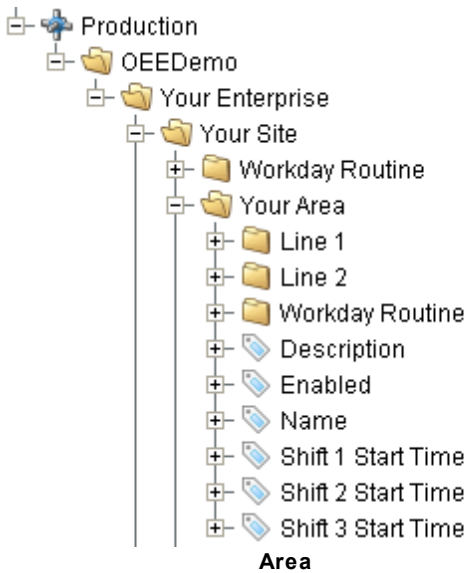 Production
OEEDemo
Your Enterprise
Your Site
Workday Routine
Your Area
Line 1
Line 2
Workday Routine
Description
Enabled
Name
Shift 1 Start Time
Shift 2 Start Time
Shift 3 Start Time
Area